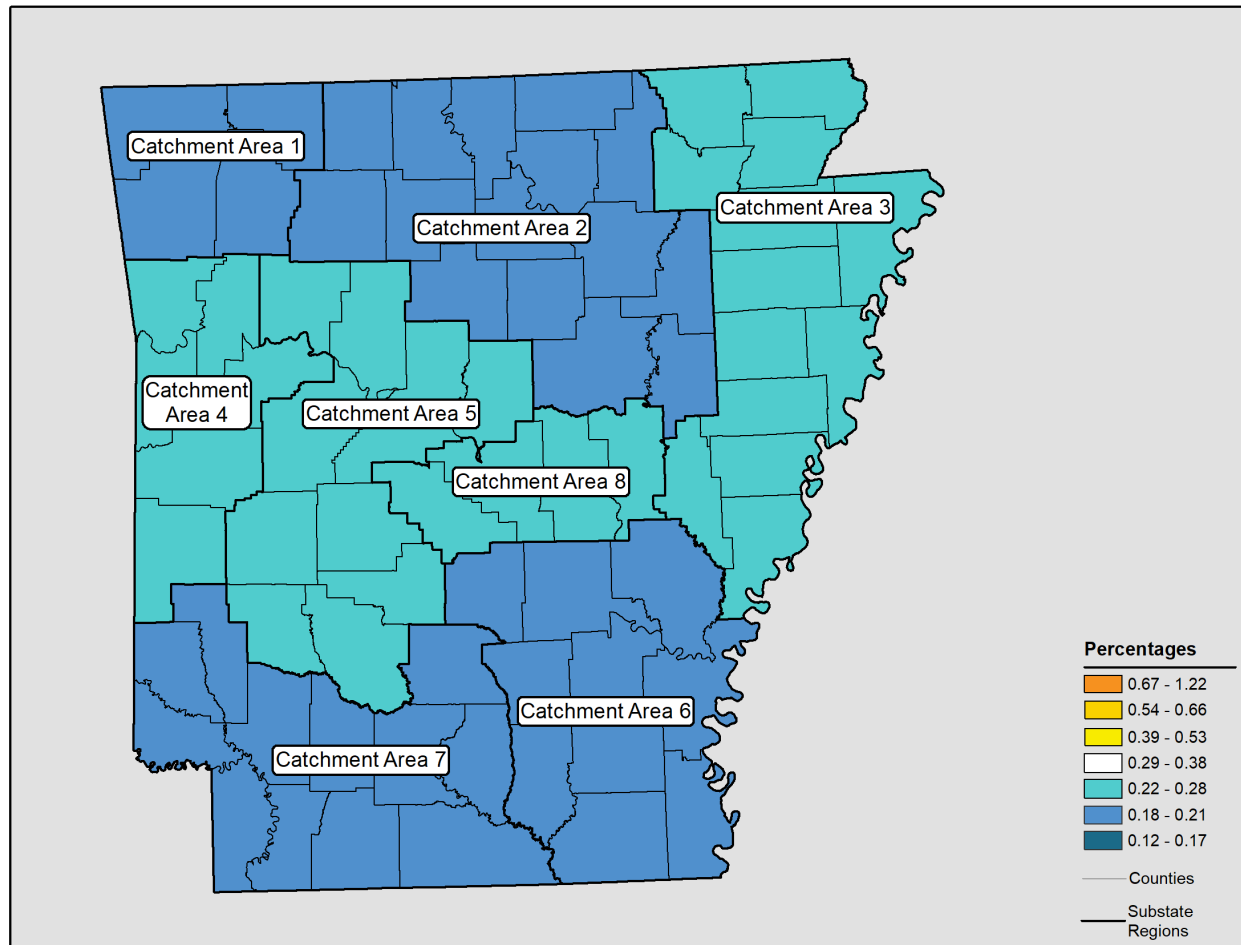 Catchment Area 1
Catchment Area 2
Catchment Area 3
Catchment
Area 4
Catchment Area 5
Catchment Area 8
Catchment Area 6
Catchment Area 7
Percentages
0.67 - 1.22
0.54 - 0.66
0.39 - 0.53
0.29 - 0.38
0.22 - 0.28
0.18 - 0.21
0.12 - 0.17
Counties
Substate
Regions